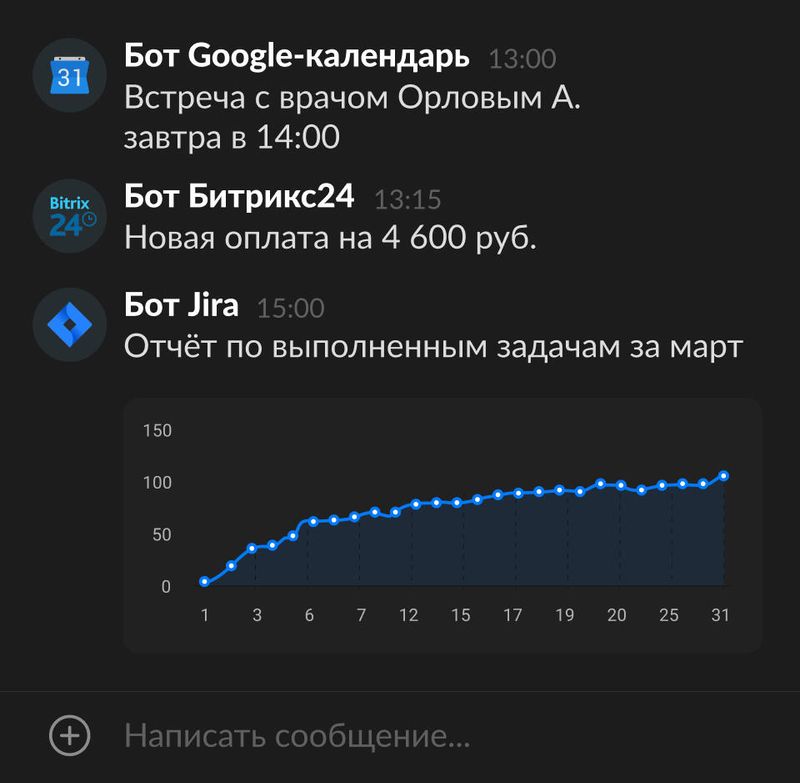 31
Бот Google-календарь 13:00
Встреча с врачом Орловым А.
завтра в 14:00
Bitrix
24
Бот Битрикс24 13:15
Новая оплата на 4 600 руб.
Бот Jira 15:00
Отчёт по выполненным задачам за март
150
100
50
0
1 3 6 7 12 15 17 19 20 25 31
Написать сообщение...